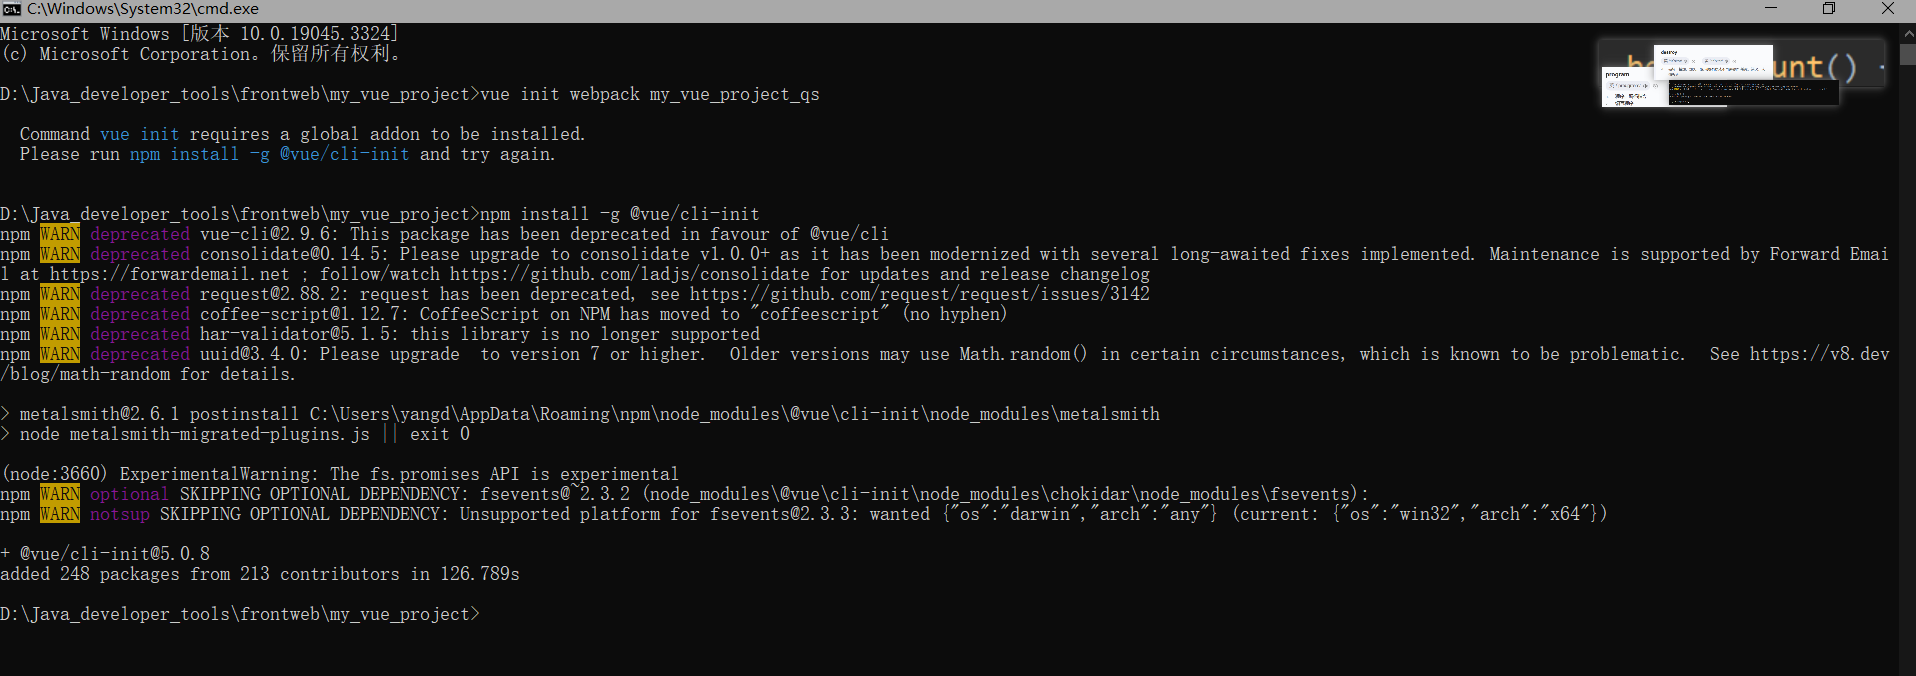 C:\Windows\System32\cmd.exe
Microsoft Windows [版本 10.0.19045.3324]
(c) Microsoft Corporation。保留所有权利。
D:\Java_developer_tools\frontweb\my_vue_project>vue init webpack my_vue_project_qs
Command vue init requires a global addon to be installed.
Please run npm install -g @vue/cli-init and try again.
D:\Java_developer_tools\frontweb\my_vue_project>npm install -g @vue/cli-init
npm WARN deprecated vue-cli@2.9.6: This package has been deprecated in favour of @vue/cli
npm WARN deprecated consolidate@0.14.5: Please upgrade to consolidate v1.0.0+ as it has been modernized with several long-awaited fixes implemented. Maintenance is supported by Forward Emai
l at https://forwardemail.net ; follow/watch https://github.com/ladjs/consolidate for updates and release changelog
npm WARN deprecated request@2.88.2: request has been deprecated, see https://github.com/request/request/issues/3142
npm WARN deprecated coffee-script@1.12.7: CoffeeScript on NPM has moved to "coffeescript" (no hyphen)
npm WARN deprecated har-validator@5.1.5: this library is no longer supported
npm WARN deprecated uuid@3.4.0: Please upgrade  to version 7 or higher.  Older versions may use Math.random() in certain circumstances, which is known to be problematic.  See https://v8.dev
/blog/math-random for details.
> metalsmith@2.6.1 postinstall C:\Users\yangd\AppData\Roaming\npm\node_modules\@vue\cli-init\node_modules\metalsmith
> node metalsmith-migrated-plugins.js || exit 0
(node:3660) ExperimentalWarning: The fs.promises API is experimental
npm WARN optional SKIPPING OPTIONAL DEPENDENCY: fsevents@~2.3.2 (node_modules\@vue\cli-init\node_modules\chokidar\node_modules\fsevents):
npm WARN notsup SKIPPING OPTIONAL DEPENDENCY: Unsupported platform for fsevents@2.3.3: wanted {"os":"darwin","arch":"any"} (current: {"os":"win32","arch":"x64"})
+ @vue/cli-init@5.0.8
added 248 packages from 213 contributors in 126.789s
D:\Java_developer_tools\frontweb\my_vue_project>
destroy
program